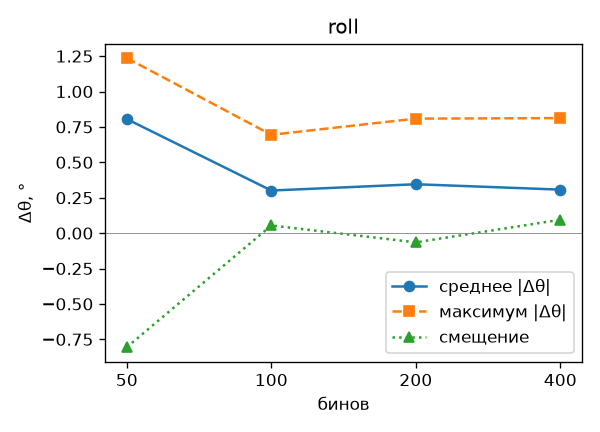 roll
1.25
1.00
0.75
0.50
0.25
0.00
−0.25
−0.50
−0.75
Δθ, °
среднее |Δθ|
максимум |Δθ|
смещение
50 100 200 400
бинов